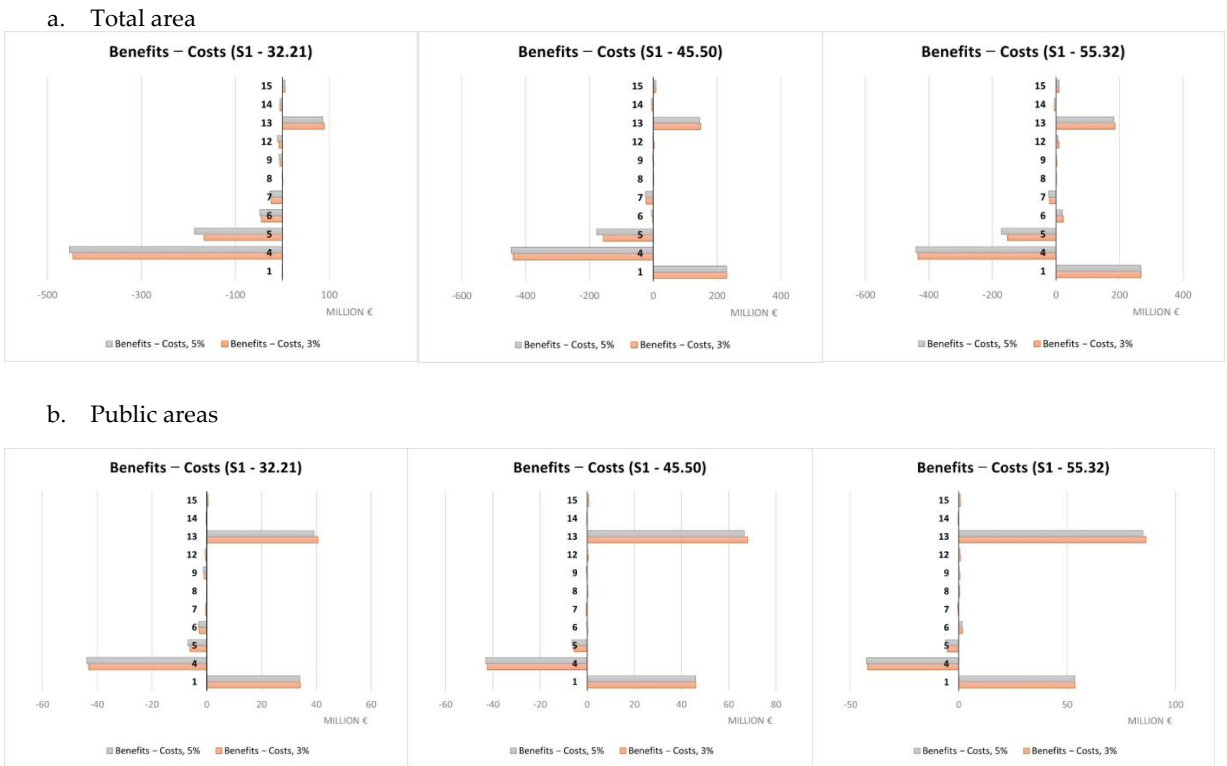 a. Total area
Benefits – Costs (S1 - 32.21)
15
14
13
12
9
8
7
6
5
4
1
-500 -300 -100 100
MILLION €
Benefits – Costs, 5% Benefits – Costs, 3%
Benefits – Costs (S1 - 45.50)
15
14
13
12
9
8
7
6
5
4
1
-600 -400 -200 0 200 400
MILLION €
Benefits – Costs, 5% Benefits – Costs, 3%
Benefits – Costs (S1 - 55.32)
15
14
13
12
9
8
7
6
5
4
1
-600 -400 -200 0 200 400
MILLION €
Benefits – Costs, 5% Benefits – Costs, 3%
b. Public areas
Benefits – Costs (S1 - 32.21)
15
14
13
12
9
8
7
6
5
4
1
-60 -40 -20 0 20 40 60
MILLION €
Benefits – Costs, 5% Benefits – Costs, 3%
Benefits – Costs (S1 - 45.50)
15
14
13
12
9
8
7
6
5
4
1
-60 -40 -20 0 20 40 60 80
MILLION €
Benefits – Costs, 5% Benefits – Costs, 3%
Benefits – Costs (S1 - 55.32)
15
14
13
12
9
8
7
6
5
4
1
-50 0 50 100
MILLION €
Benefits – Costs, 5% Benefits – Costs, 3%